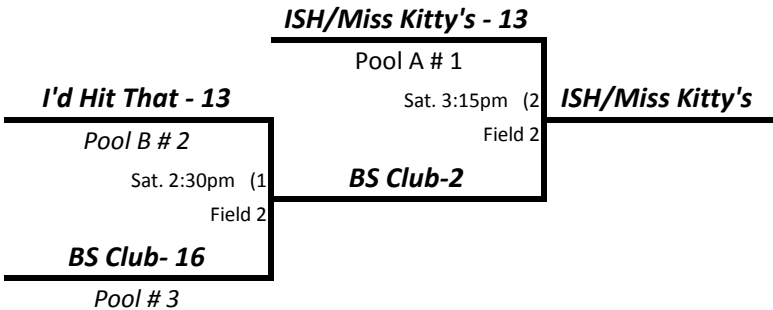 ISH/Miss Kitty's - 13
Pool A # 1
I'd Hit That - 13
Sat. 3:15pm (2
ISH/Miss Kitty's
Pool B # 2
Field 2
Sat. 2:30pm (1
BS Club-2
Field 2
BS Club- 16
Pool # 3